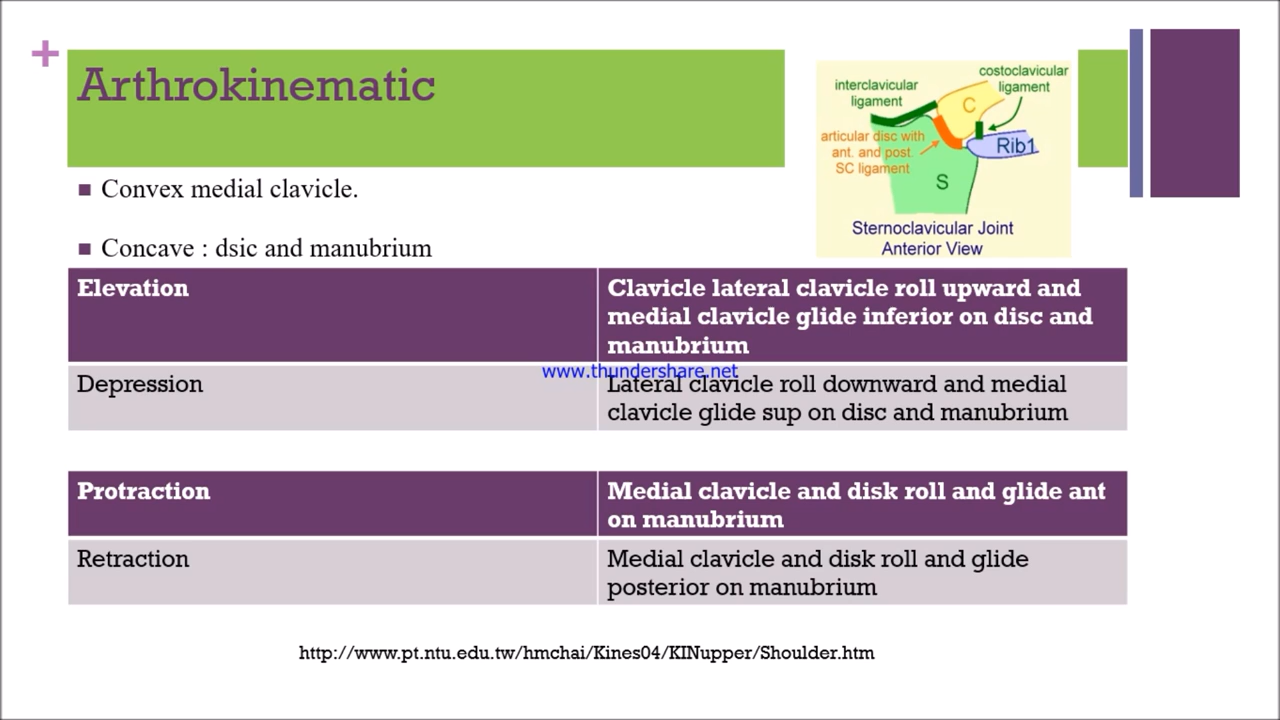 +
Arthrokinematic
interclavicular
ligament
costoclavicular
ligament
C
articular disc with
ant. and post.
SC ligament
Rib1
S
Sternoclavicular Joint
Anterior View
■ Convex medial clavicle.
■ Concave : dsic and manubrium
Elevation
Clavicle lateral clavicle roll upward and
medial clavicle glide inferior on disc and
manubrium
www.thundershare.net
Depression
Lateral clavicle roll downward and medial
clavicle glide sup on disc and manubrium
Protraction
Medial clavicle and disk roll and glide ant
on manubrium
Retraction
Medial clavicle and disk roll and glide
posterior on manubrium
http://www.pt.ntu.edu.tw/hmchai/Kines04/KINupper/Shoulder.htm